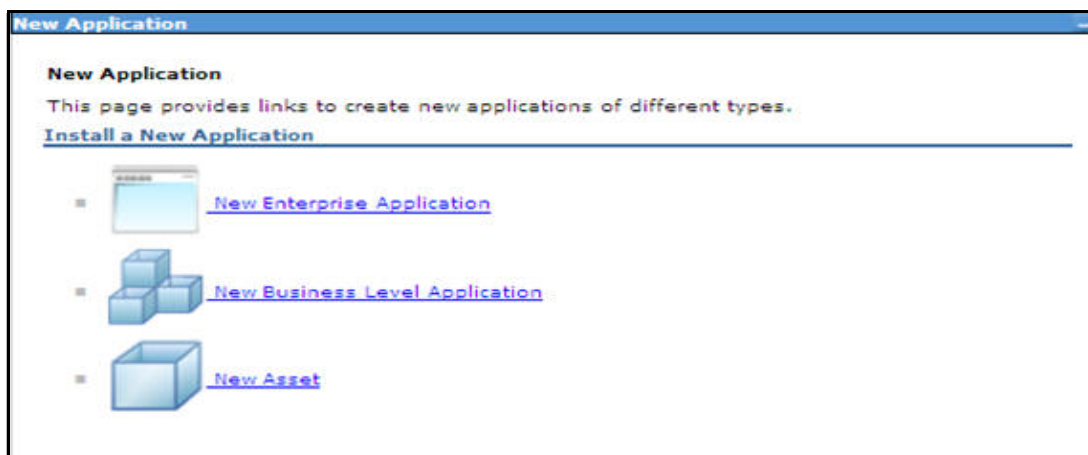 New Application
New Application
This page provides links to create new applications of different types.
Install a New Application
New Enterprise Application
New Business Level Application
New Asset